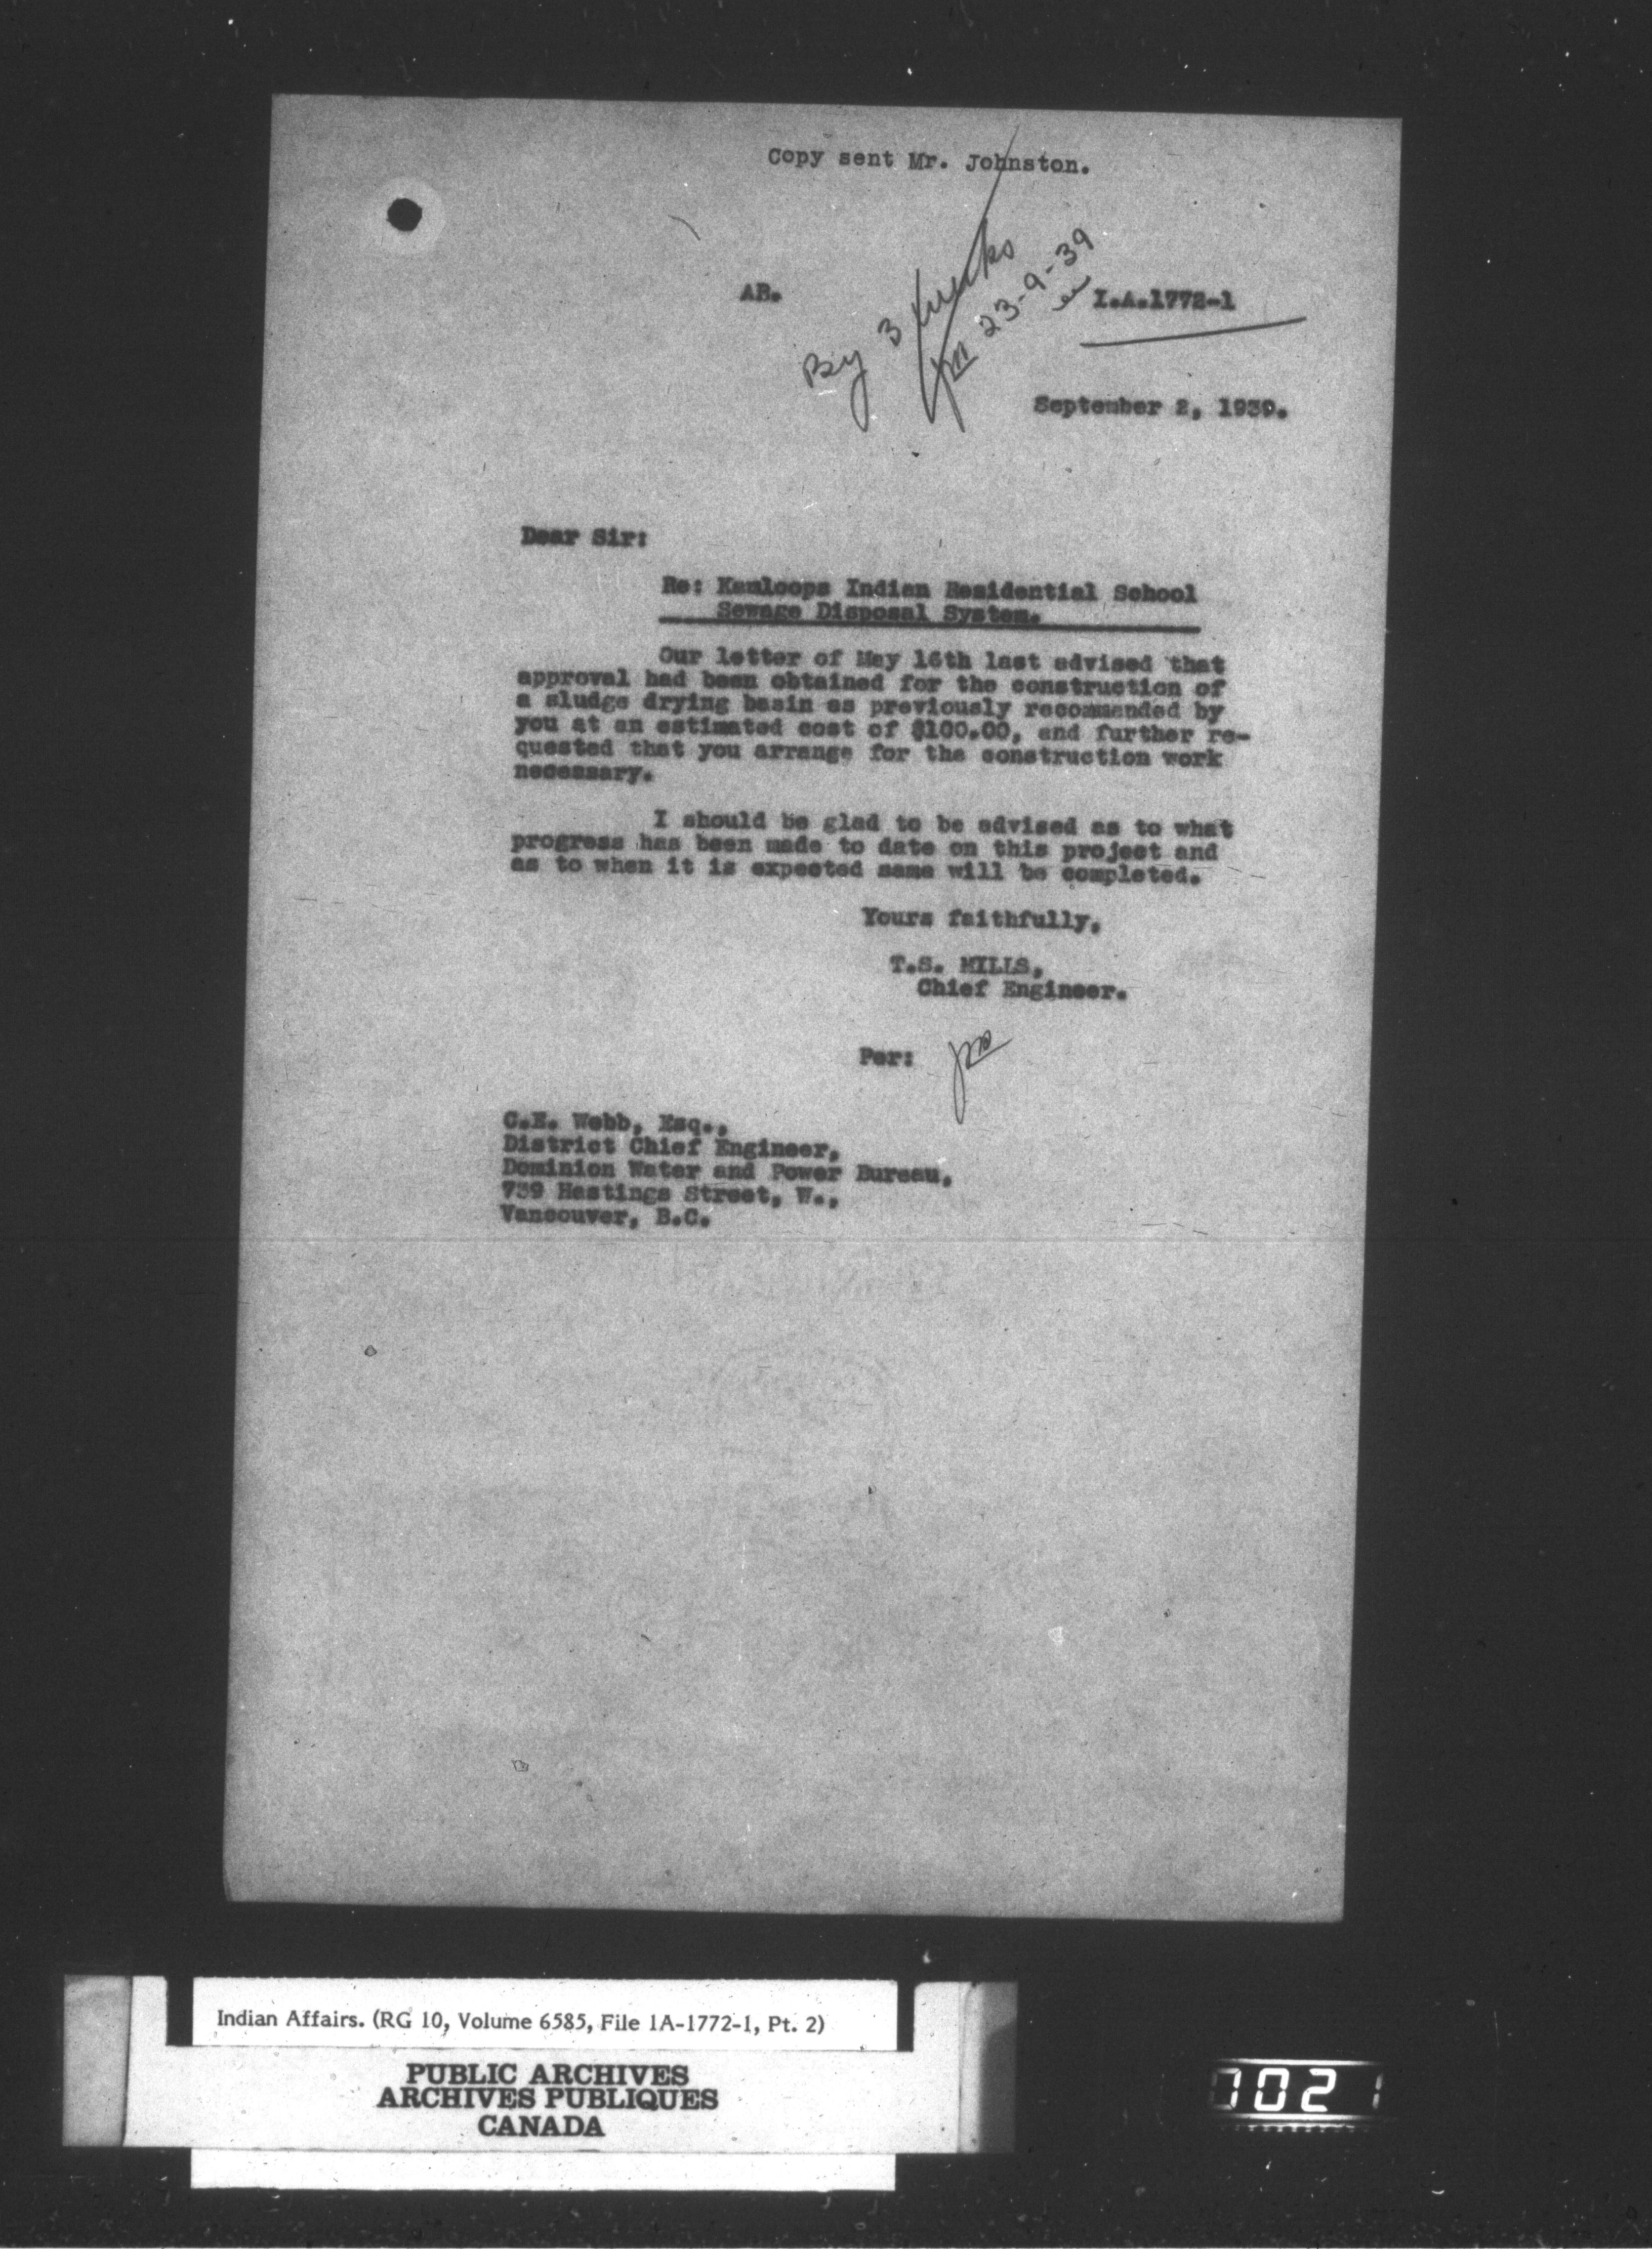 Copy sent Mr. Johnston.
By 3 weeks
23-9-39
AB.
I.A.1772-1
September 2, 1939.
Dear Sir:
Re: Kamloops Indian Residential School
Sewage Disposal System.
Our letter of May 16th last advised that
approval had been obtained for the construction of
a sludge drying basin as previously recommended by
you at an estimated cost of $100.00, and further re-
quested that you arrange for the construction work
necessary.
I should be glad to be advised as to what
progress has been made to date on this project and
as to when it is expected same will be completed.
Yours faithfully,
T.S. MILLS,
Chief Engineer.
Per:
C.E. Webb, Esq.,
District Chief Engineer,
Dominion Water and Power Bureau,
739 Hastings Street, W.,
Vancouver, B.C.
Indian Affairs. (RG 10, Volume 6585, File 1A-1772-1, Pt. 2)
PUBLIC ARCHIVES
ARCHIVES PUBLIQUES
CANADA